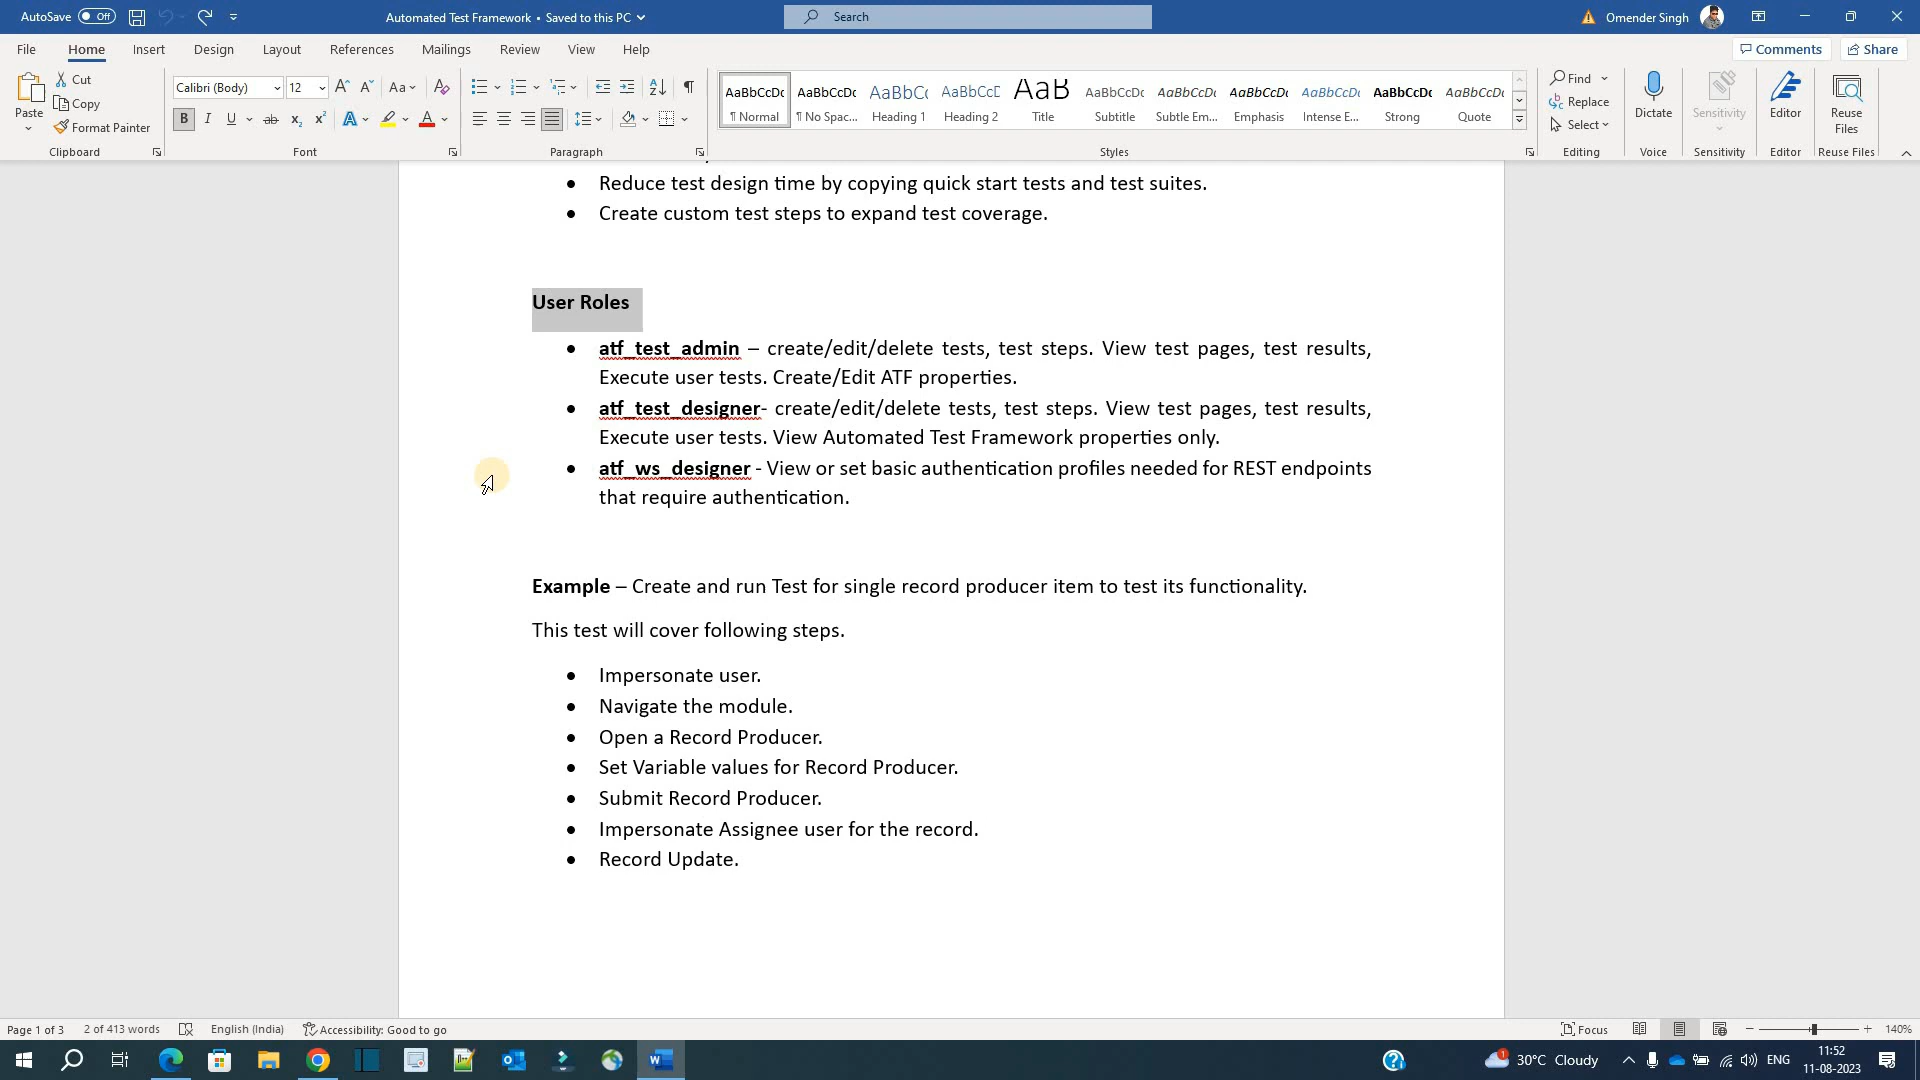 AutoSave Off Automated Test Framework • Saved to this PC Search Omender Singh
File Home Insert Design Layout References Mailings Review View Help Comments Share
Paste Cut Copy Format Painter Clipboard
Calibri (Body) 12 Font
Paragraph
AaBbCcDc ¶ Normal
AaBbCcDc ¶ No Spac...
AaBbC Heading 1
AaBbCcD Heading 2
AaB Title
AaBbCcD Subtitle
AaBbCcDc Subtle Em...
AaBbCcDc Emphasis
AaBbCcDc Intense E...
AaBbCcDc Strong
AaBbCcDc Quote
Styles
Find Replace Select Editing
Dictate Voice
Sensitivity Sensitivity
Editor Editor
Reuse Files Reuse Files
• Reduce test design time by copying quick start tests and test suites.
• Create custom test steps to expand test coverage.
User Roles
• atf_test_admin – create/edit/delete tests, test steps. View test pages, test results,
Execute user tests. Create/Edit ATF properties.
• atf_test_designer- create/edit/delete tests, test steps. View test pages, test results,
Execute user tests. View Automated Test Framework properties only.
• atf_ws_designer - View or set basic authentication profiles needed for REST endpoints
that require authentication.
Example – Create and run Test for single record producer item to test its functionality.
This test will cover following steps.
• Impersonate user.
• Navigate the module.
• Open a Record Producer.
• Set Variable values for Record Producer.
• Submit Record Producer.
• Impersonate Assignee user for the record.
• Record Update.
Page 1 of 3 2 of 413 words English (India) Accessibility: Good to go Focus 140%
30°C Cloudy ENG 11:52
11-08-2023